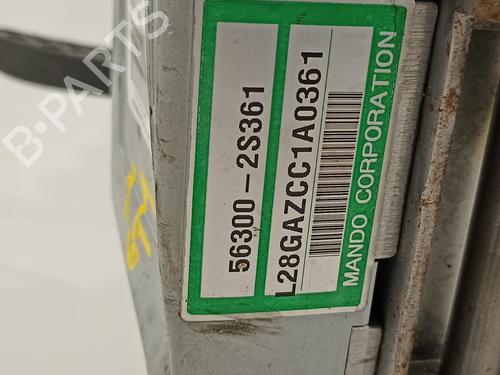 B-PARTS
56300-2S361
L28GAZCC1A0361
MANDO CORPORATION